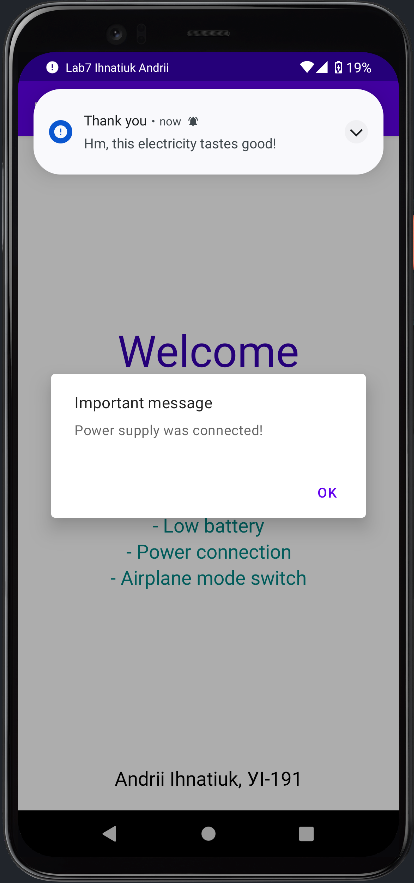 Lab7 Ihnatiuk Andrii 19%
Thank you • now
Hm, this electricity tastes good!
Welcome
Important message
Power supply was connected!
OK
- Low battery
- Power connection
- Airplane mode switch
Andrii Ihnatiuk, УІ-191